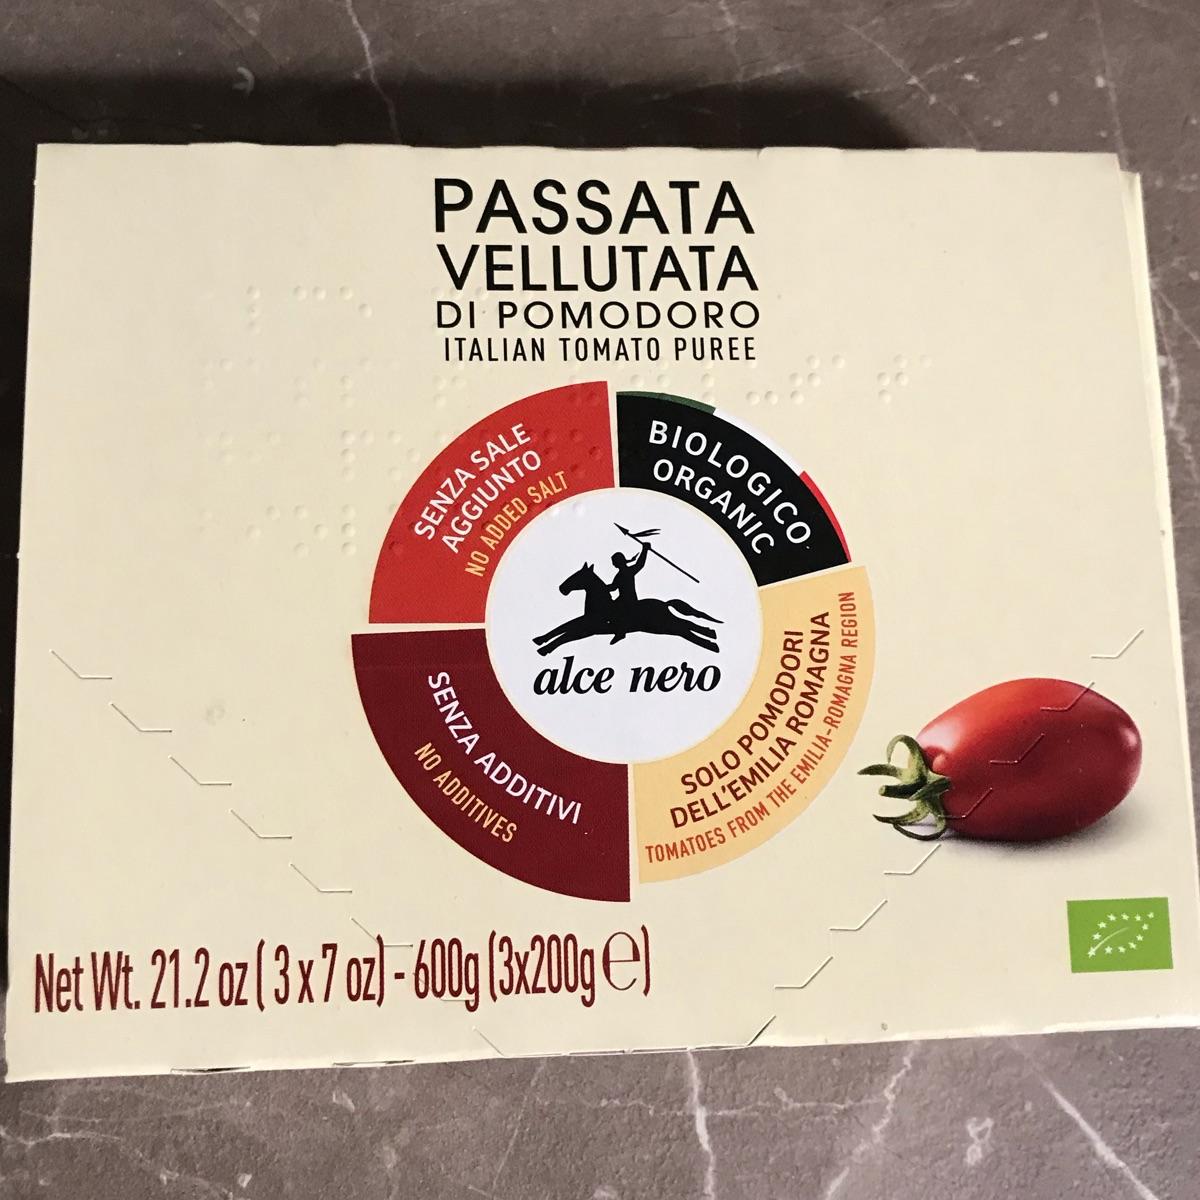 PASSATA
VELLUTATA
DI POMODORO
ITALIAN TOMATO PUREE
SENZA SALE
AGGIUNTO
NO ADDED SALT
BIOLOGICO
ORGANIC
alce nero
SENZA ADDITIVI
NO ADDITIVES
SOLO POMODORI
DELL'EMILIA ROMAGNA
TOMATOES FROM THE EMILIA-ROMAGNA REGION
Net Wt. 21.2 oz ( 3 x 7 oz) - 600g (3x200g ℮)